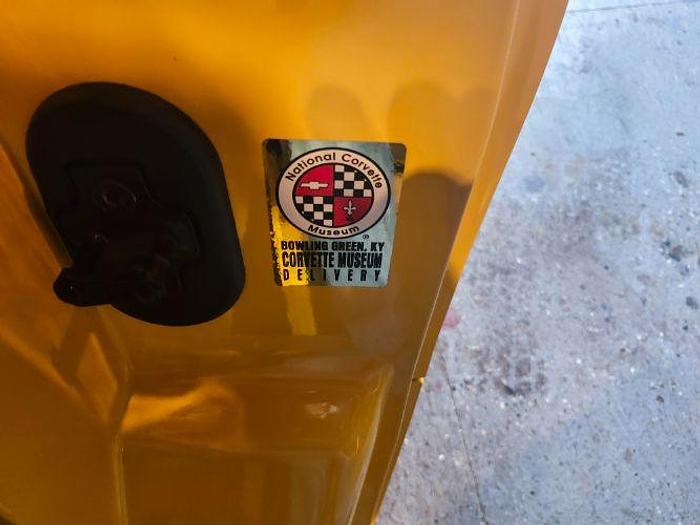 National Corvette
Museum
®
BOWLING GREEN, KY
CORVETTE MUSEUM
DELIVERY